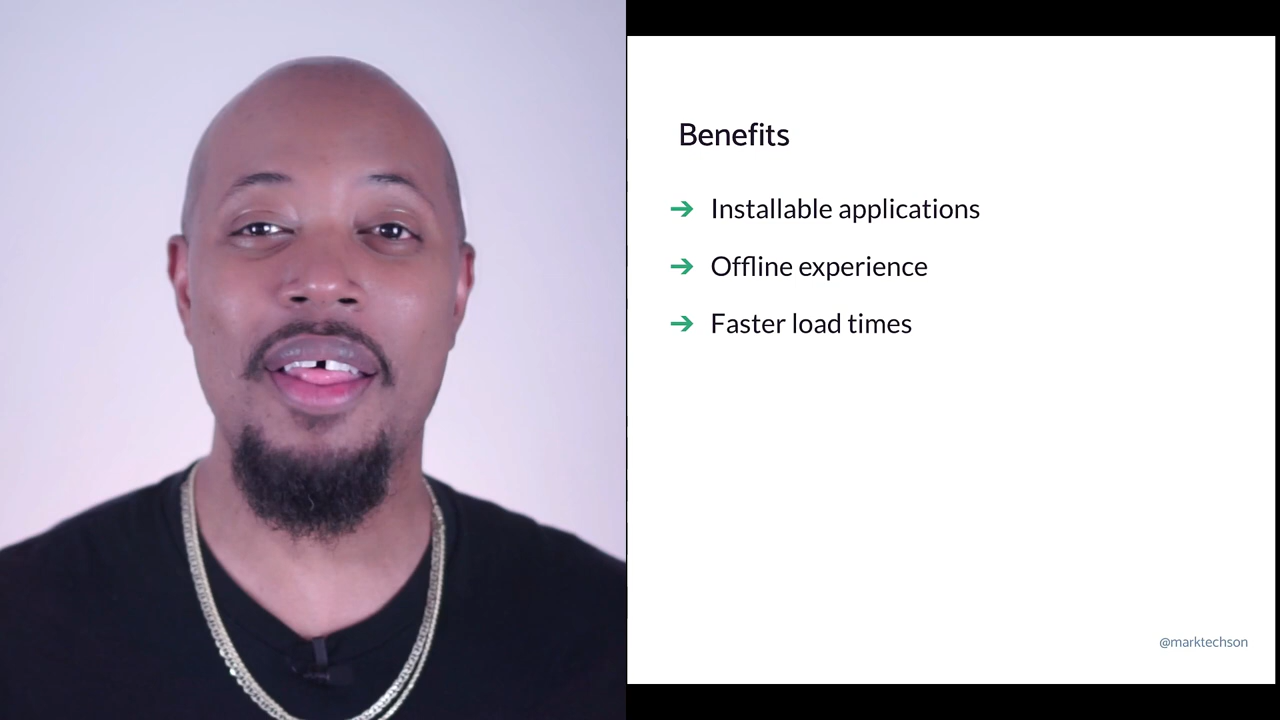 Benefits
➔ Installable applications
➔ Offline experience
➔ Faster load times
@marktechson